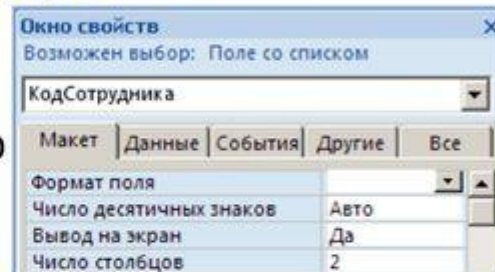 Окно свойств
Возможен выбор: Поле со списком
КодСотрудника
Макет Данные События Другие Все
Формат поля
Число десятичных знаков Авто
Вывод на экран Да
Число столбцов 2